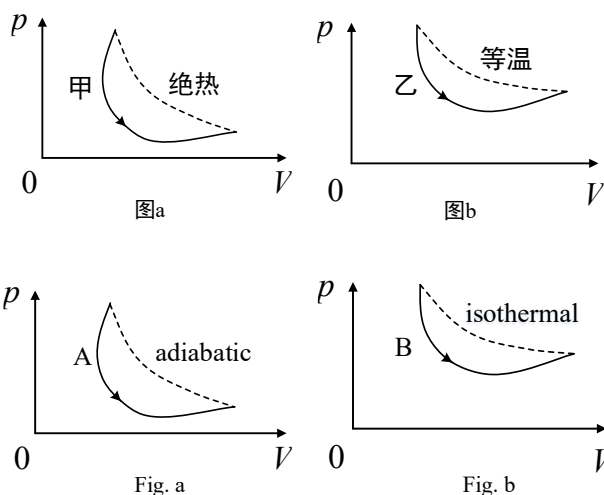 p
甲
绝热
0
V
图a
p
乙
等温
0
V
图b
p
A
adiabatic
0
V
Fig. a
p
B
isothermal
0
V
Fig. b